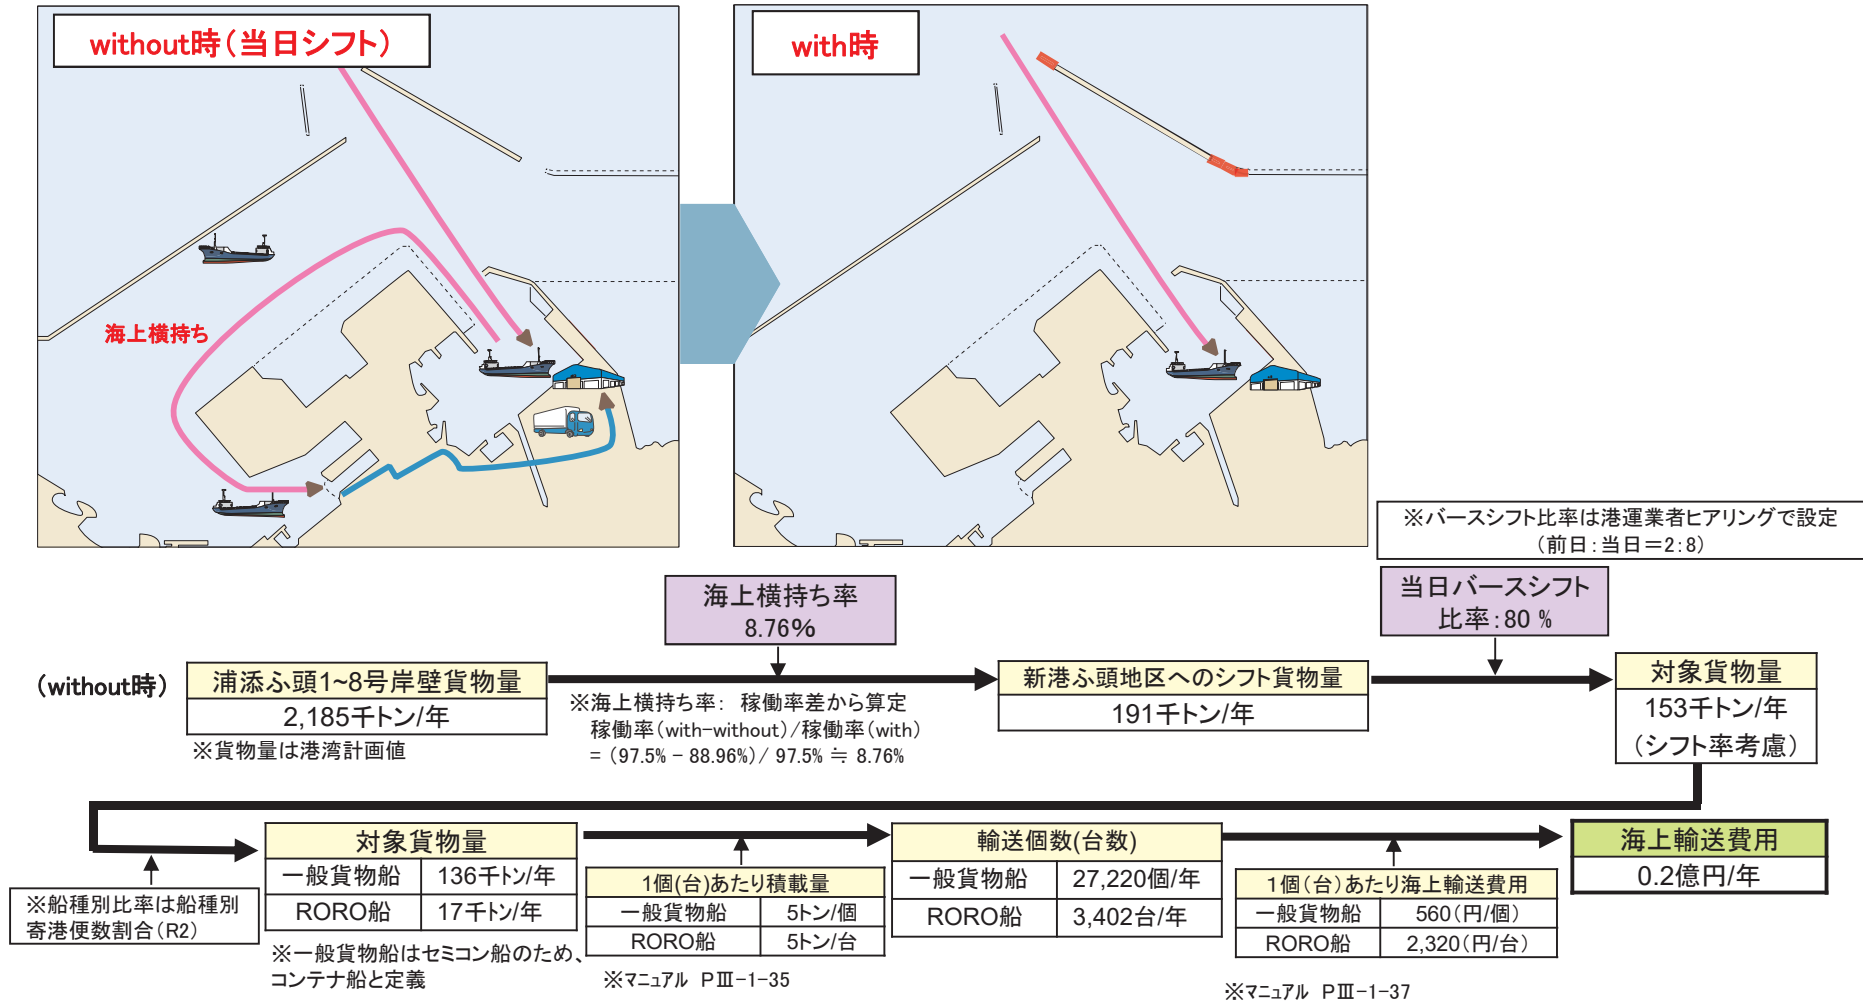 without時（当日シフト）
with時
海上横持ち
※バースシフト比率は港運業者ヒアリングで設定
（前日：当日＝2：8）
海上横持ち率
8.76%
当日バースシフト
比率：80 %
（without時）
浦添ふ頭1~8号岸壁貨物量
2,185千トン/年
※貨物量は港湾計画値
※海上横持ち率： 稼働率差から算定
稼働率（with−without）/稼働率（with）
= （97.5%−88.96%）/ 97.5% ≒ 8.76%
新港ふ頭地区へのシフト貨物量
191千トン/年
対象貨物量
153千トン/年
（シフト率考慮）
※船種別比率は船種別
寄港便数割合（R2）
対象貨物量
一般貨物船 136千トン/年
RORO船 17千トン/年
※一般貨物船はセミコン船のため、
コンテナ船と定義
1個(台)あたり積載量
一般貨物船 5トン/個
RORO船 5トン/台
※マニュアル PⅢ−1−35
輸送個数(台数)
一般貨物船 27,220個/年
RORO船 3,402台/年
1個（台）あたり海上輸送費用
一般貨物船 560（円/個）
RORO船 2,320（円/台）
※マニュアル PⅢ−1−37
海上輸送費用
0.2億円/年